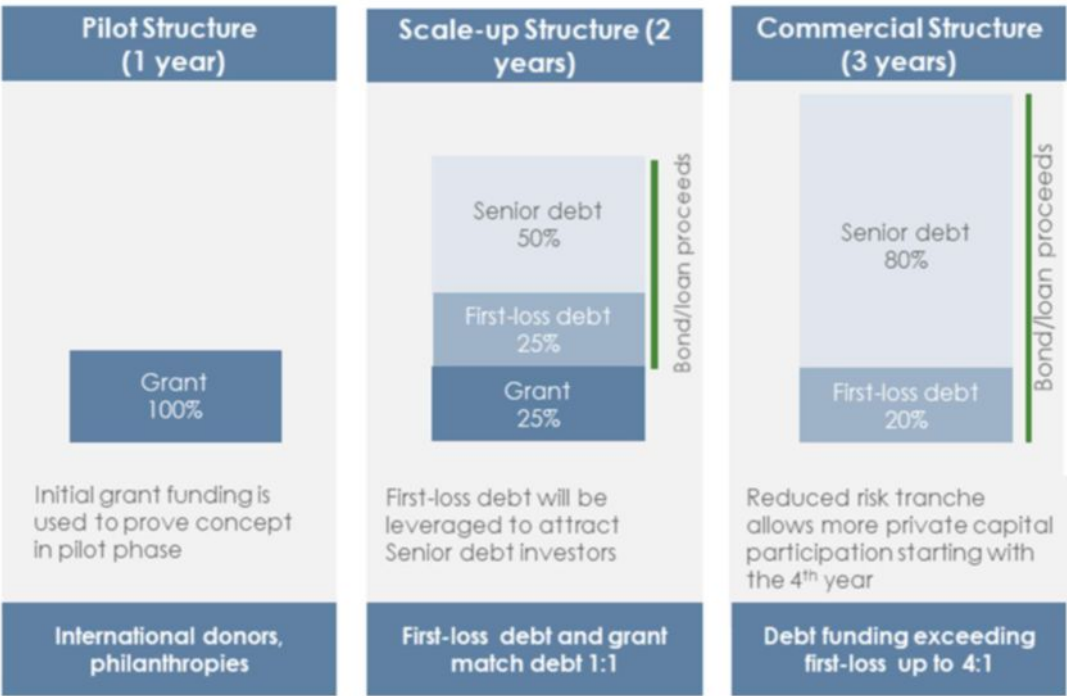 Pilot Structure
(1 year)
Grant
100%
Initial grant funding is
used to prove concept
in pilot phase
International donors,
philanthropies
Scale-up Structure (2
years)
Senior debt
50%
First-loss debt
25%
Grant
25%
Bond/loan proceeds
First-loss debt will be
leveraged to attract
Senior debt investors
First-loss debt and grant
match debt 1:1
Commercial Structure
(3 years)
Senior debt
80%
First-loss debt
20%
Bond/loan proceeds
Reduced risk tranche
allows more private capital
participation starting with
the 4th year
Debt funding exceeding
first-loss up to 4:1